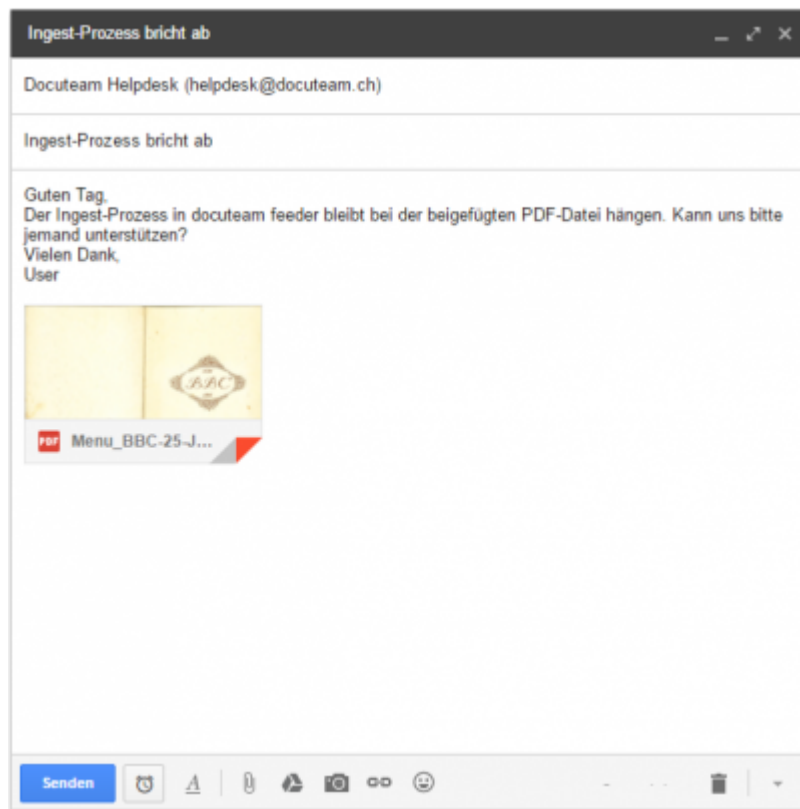 Ingest-Prozess bricht ab
Docuteam Helpdesk (helpdesk@docuteam.ch)
Ingest-Prozess bricht ab
Guten Tag,
Der Ingest-Prozess in docuteam feeder bleibt bei der beigefügten PDF-Datei hängen. Kann uns bitte
jemand unterstützen?
Vielen Dank,
User
BBC
PDF Menu_BBC-25-J...
Senden A